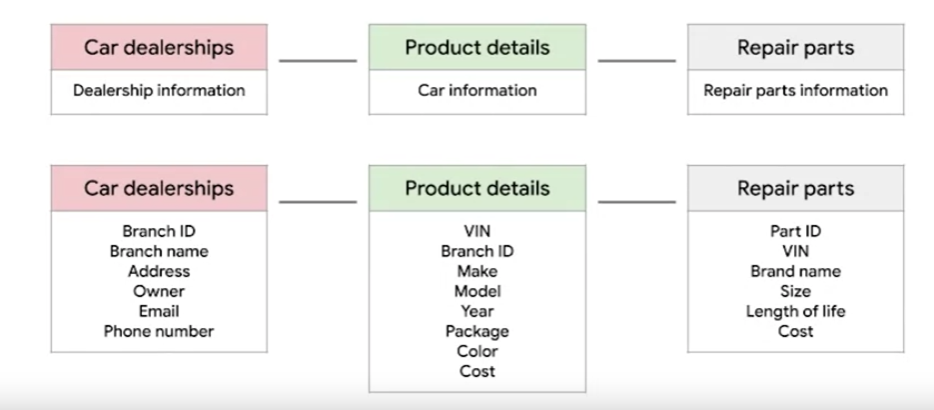 Car dealerships
Dealership information
Product details
Car information
Repair parts
Repair parts information
Car dealerships
Branch ID
Branch name
Address
Owner
Email
Phone number
Product details
VIN
Branch ID
Make
Model
Year
Package
Color
Cost
Repair parts
Part ID
VIN
Brand name
Size
Length of life
Cost